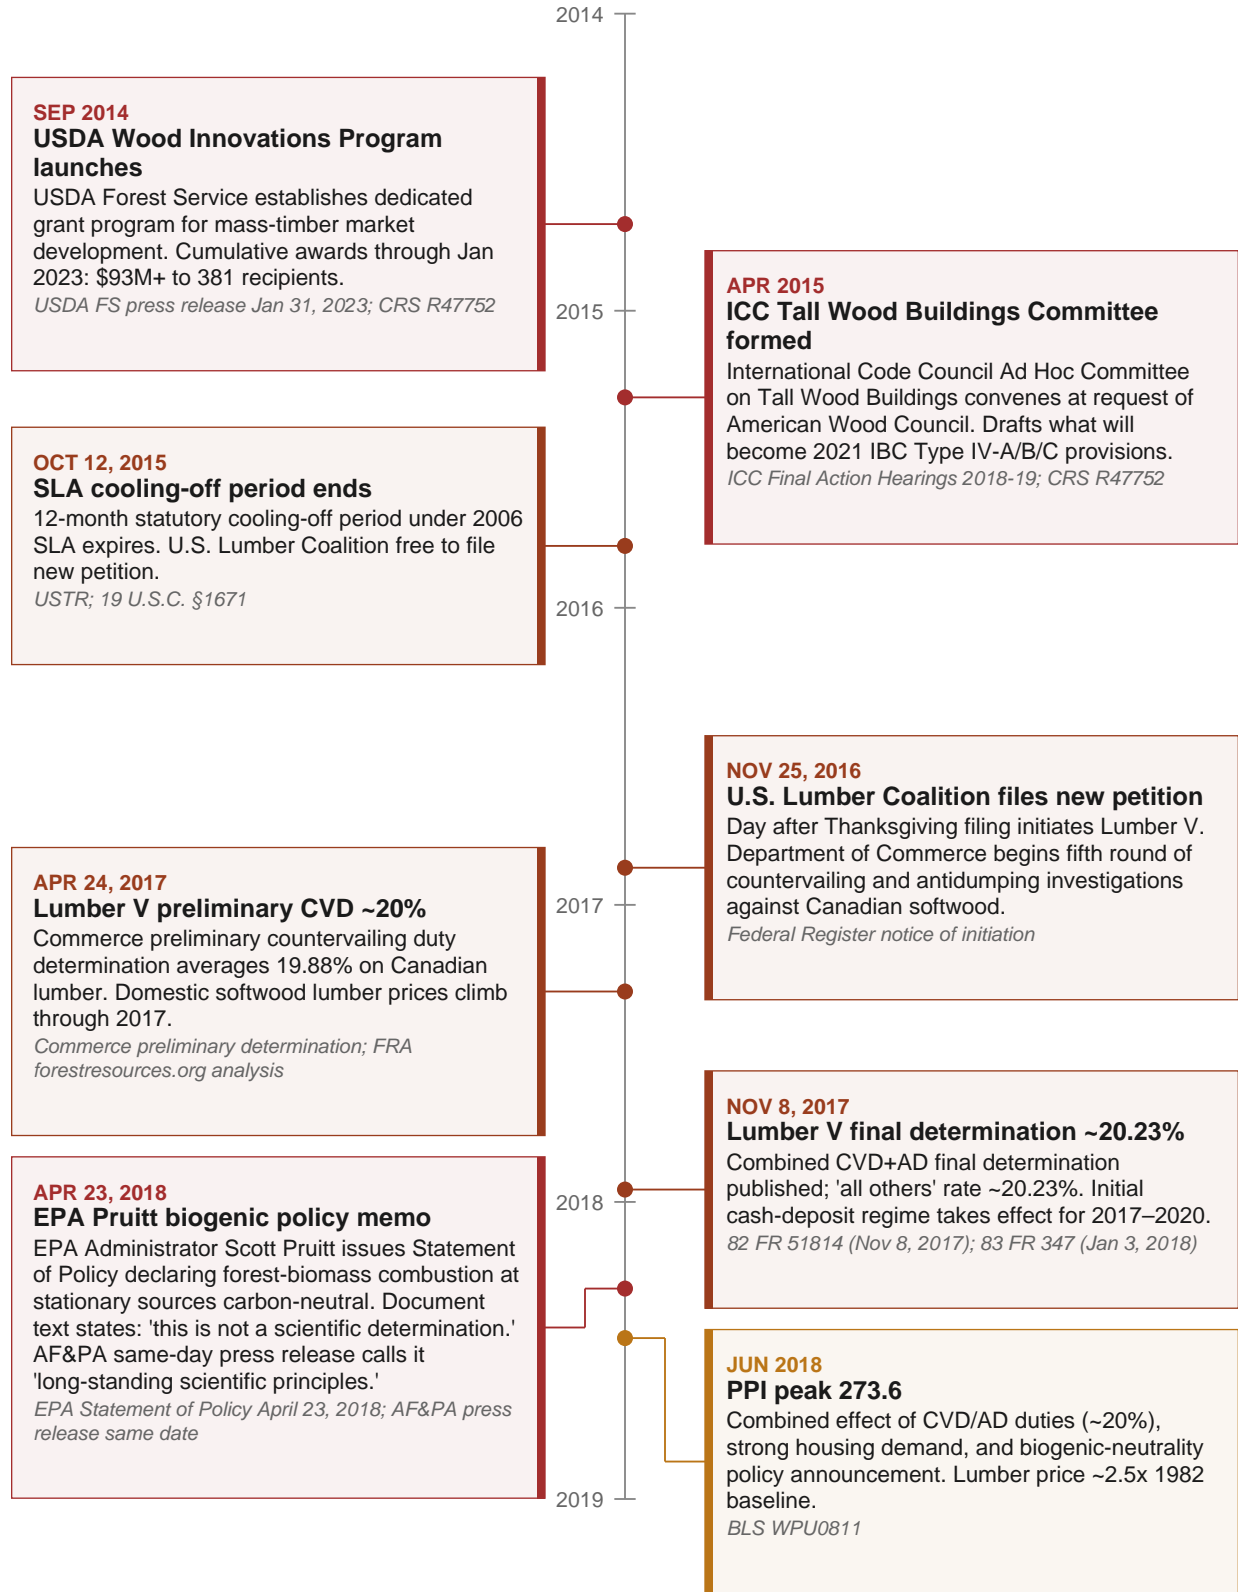 2014
SEP 2014
USDA Wood Innovations Program
launches
USDA Forest Service establishes dedicated
grant program for mass-timber market
development. Cumulative awards through Jan
2023: $93M+ to 381 recipients.
USDA FS press release Jan 31, 2023; CRS R47752
2015
APR 2015
ICC Tall Wood Buildings Committee
formed
International Code Council Ad Hoc Committee
on Tall Wood Buildings convenes at request of
American Wood Council. Drafts what will
become 2021 IBC Type IV-A/B/C provisions.
ICC Final Action Hearings 2018-19; CRS R47752
OCT 12, 2015
SLA cooling-off period ends
12-month statutory cooling-off period under 2006
SLA expires. U.S. Lumber Coalition free to file
new petition.
USTR; 19 U.S.C. §1671
2016
NOV 25, 2016
U.S. Lumber Coalition files new petition
Day after Thanksgiving filing initiates Lumber V.
Department of Commerce begins fifth round of
countervailing and antidumping investigations
against Canadian softwood.
Federal Register notice of initiation
2017
APR 24, 2017
Lumber V preliminary CVD ~20%
Commerce preliminary countervailing duty
determination averages 19.88% on Canadian
lumber. Domestic softwood lumber prices climb
through 2017.
Commerce preliminary determination; FRA
forestresources.org analysis
NOV 8, 2017
Lumber V final determination ~20.23%
Combined CVD+AD final determination
published; 'all others' rate ~20.23%. Initial
cash-deposit regime takes effect for 2017–2020.
82 FR 51814 (Nov 8, 2017); 83 FR 347 (Jan 3, 2018)
2018
APR 23, 2018
EPA Pruitt biogenic policy memo
EPA Administrator Scott Pruitt issues Statement
of Policy declaring forest-biomass combustion at
stationary sources carbon-neutral. Document
text states: 'this is not a scientific determination.'
AF&PA same-day press release calls it
'long-standing scientific principles.'
EPA Statement of Policy April 23, 2018; AF&PA press
release same date
JUN 2018
PPI peak 273.6
Combined effect of CVD/AD duties (~20%),
strong housing demand, and biogenic-neutrality
policy announcement. Lumber price ~2.5x 1982
baseline.
BLS WPU0811
2019